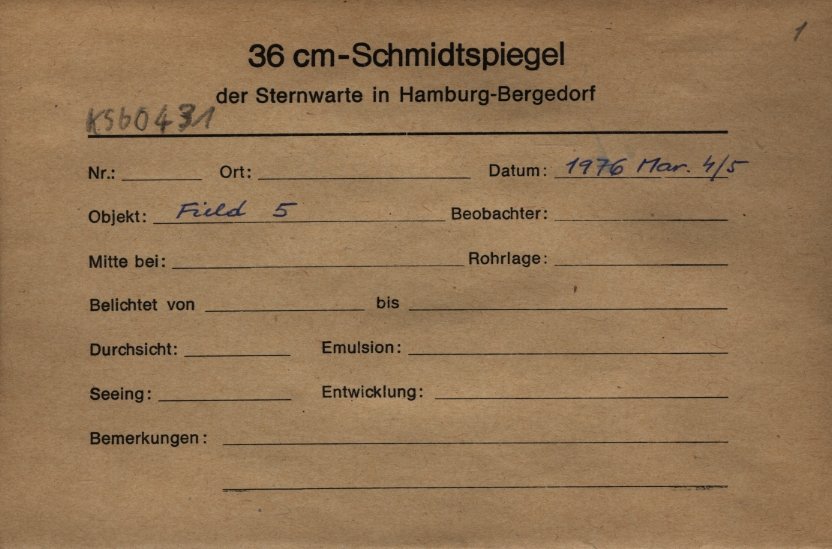 1
36 cm-Schmidtspiegel
der Sternwarte in Hamburg-Bergedorf
KSb0431
Nr.: Ort: Datum: 1976 Mar. 4/5
Objekt: Field 5 Beobachter:
Mitte bei: Rohrlage:
Belichtet von bis
Durchsicht: Emulsion:
Seeing: Entwicklung:
Bemerkungen: